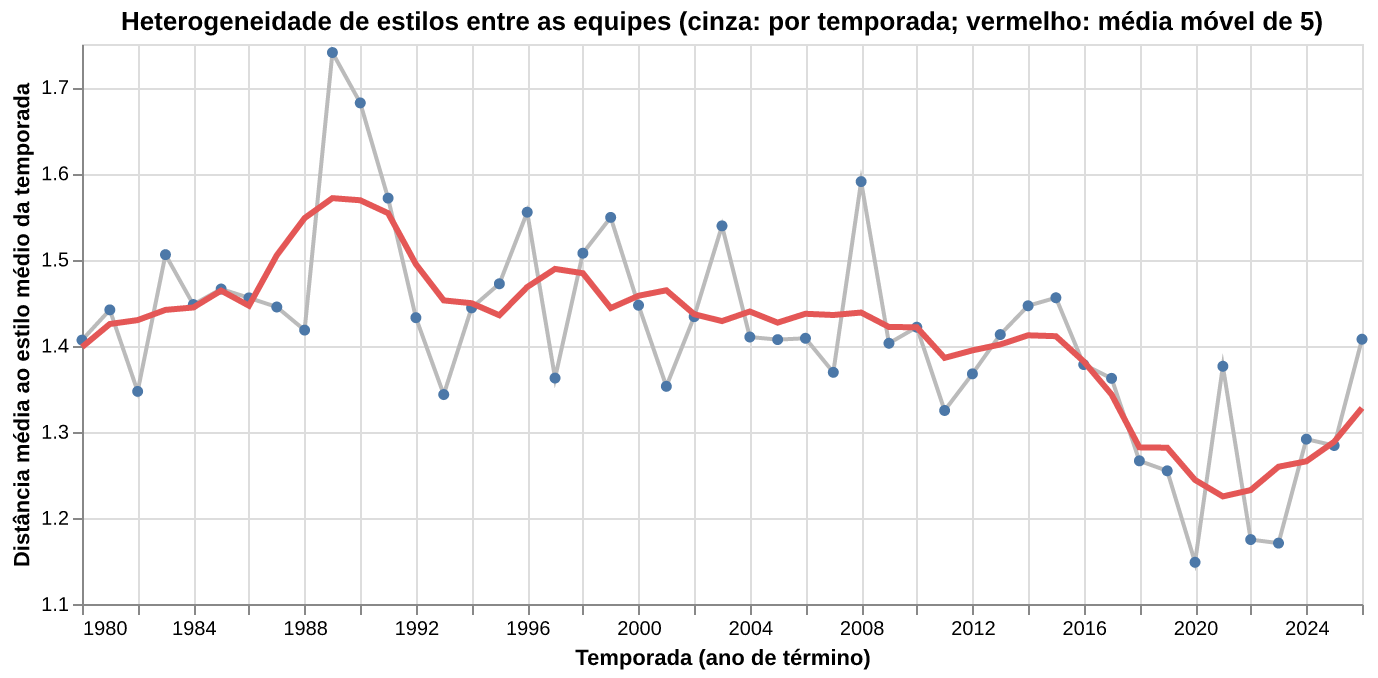 Heterogeneidade de estilos entre as equipes (cinza: por temporada; vermelho: média móvel de 5)
Distância média ao estilo médio da temporada
1.7
1.6
1.5
1.4
1.3
1.2
1.1
1980 1984 1988 1992 1996 2000 2004 2008 2012 2016 2020 2024
Temporada (ano de término)